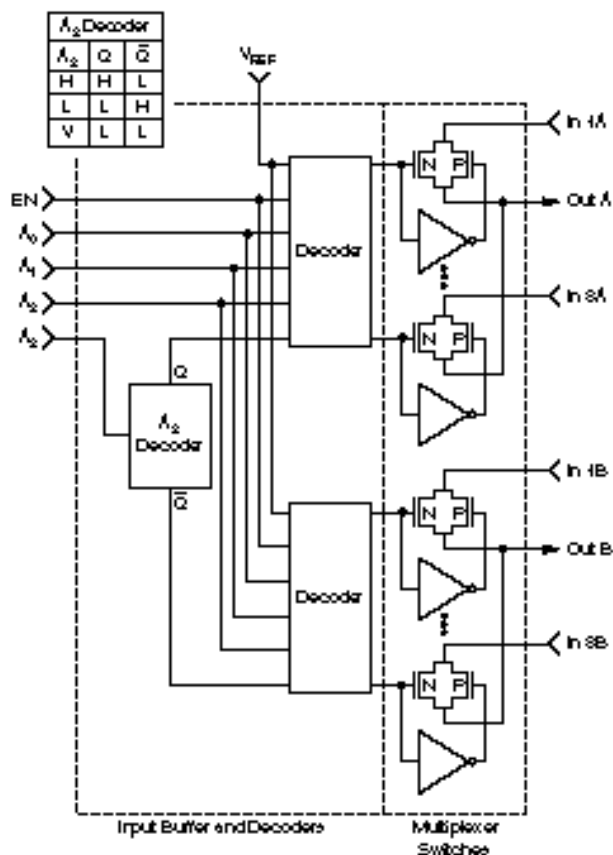 A₂ Decoder
A₂ Q Q̅
H H L
L L H
V L L
V_REF
EN
A₀
A₁
A₂
A₂
Decoder
Q
A₂
Decoder
Q̅
Decoder
N P
In 1A
Out A
N P
In 8A
N P
In 1B
Out B
N P
In 8B
Input Buffer and Decoders
Multiplexer
Switches